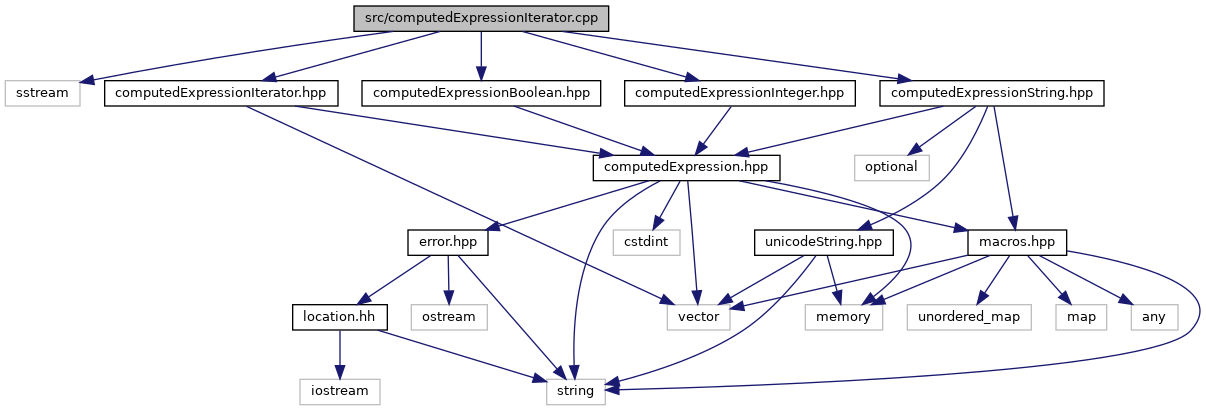 src/computedExpressionIterator.cpp
sstream
computedExpressionIterator.hpp
computedExpressionBoolean.hpp
computedExpressionInteger.hpp
computedExpressionString.hpp
computedExpression.hpp
optional
error.hpp
cstdint
unicodeString.hpp
macros.hpp
location.hh
ostream
vector
memory
unordered_map
map
any
iostream
string